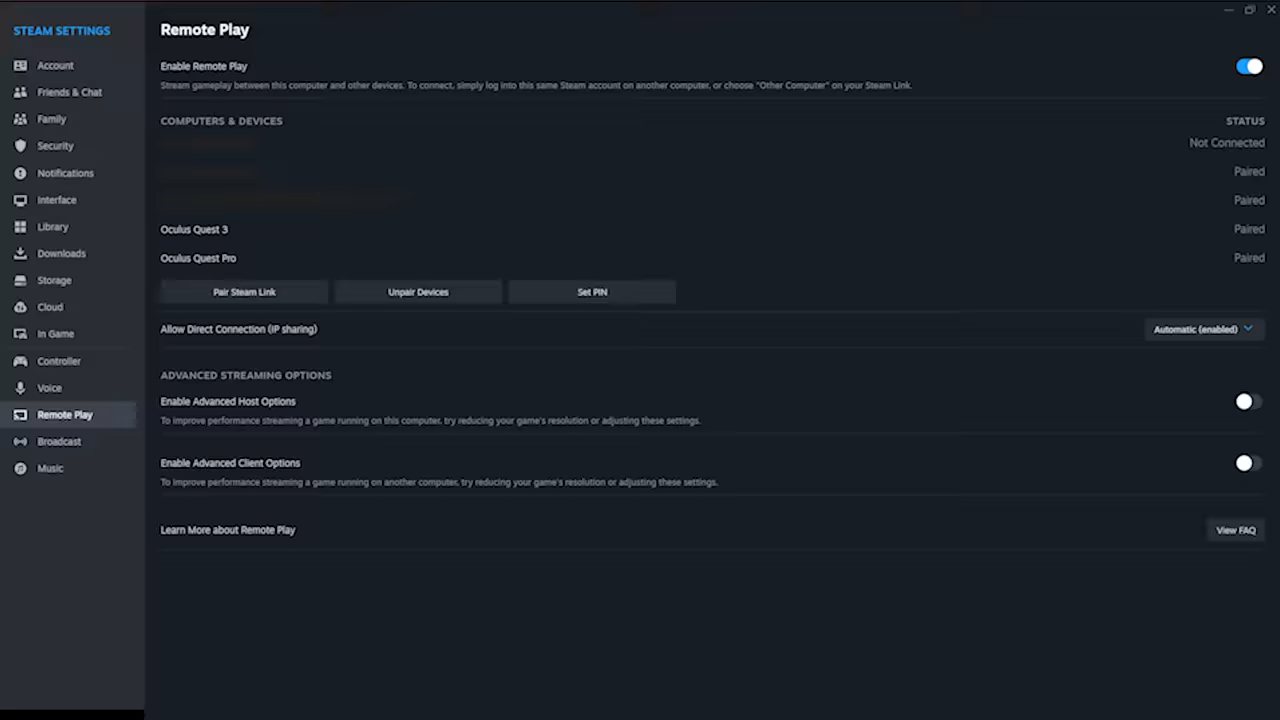 STEAM SETTINGS
Account
Friends & Chat
Family
Security
Notifications
Interface
Library
Downloads
Storage
Cloud
In Game
Controller
Voice
Remote Play
Broadcast
Music
Remote Play
Enable Remote Play
Stream gameplay between this computer and other devices. To connect, simply log into this same Steam account on another computer, or choose "Other Computer" on your Steam Link.
COMPUTERS & DEVICES STATUS
Not Connected
Paired
Paired
Oculus Quest 3 Paired
Oculus Quest Pro Paired
Pair Steam Link Unpair Devices Set PIN
Allow Direct Connection (IP sharing) Automatic (enabled)
ADVANCED STREAMING OPTIONS
Enable Advanced Host Options
To improve performance streaming a game running on this computer, try reducing your game's resolution or adjusting these settings.
Enable Advanced Client Options
To improve performance streaming a game running on another computer, try reducing your game's resolution or adjusting these settings.
Learn More about Remote Play View FAQ